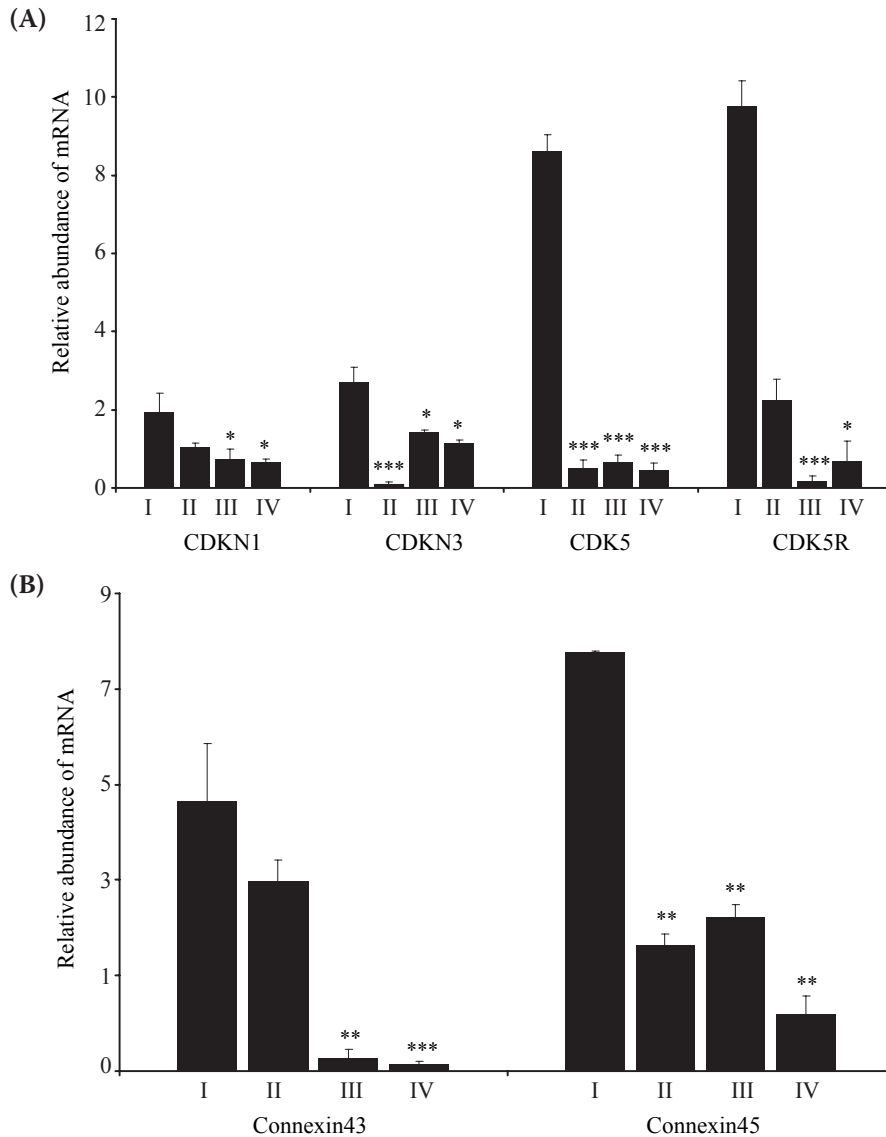 (A)
12
10
8
6
4
2
0
Relative abundance of mRNA
* *
*** * *
*** *** ***
*** *
I II III IV I II III IV I II III IV I II III IV
CDKN1 CDKN3 CDK5 CDK5R
(B)
9
7
5
3
1
0
Relative abundance of mRNA
** ***
** ** **
I II III IV I II III IV
Connexin43 Connexin45